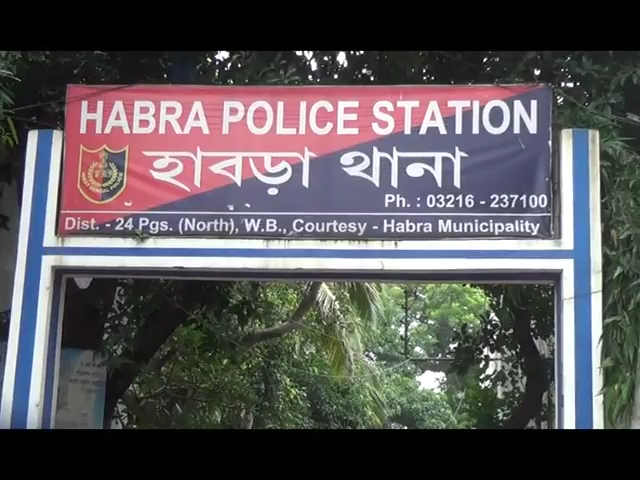 HABRA POLICE STATION
হাবড়া থানা
Ph. : 03216 - 237100
Dist. - 24 Pgs. (North), W.B., Courtesy - Habra Municipality